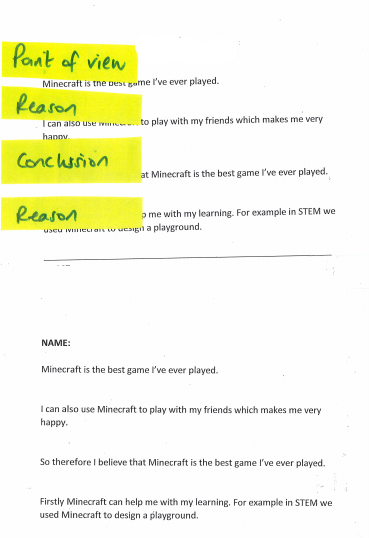 Point of view
Minecraft is the best game I've ever played.
Reason
I can also use Minecraft to play with my friends which makes me very
happy.
Conclusion
at Minecraft is the best game I've ever played.
Reason
p me with my learning. For example in STEM we
used Minecraft to design a playground.
NAME:
Minecraft is the best game I've ever played.
I can also use Minecraft to play with my friends which makes me very
happy.
So therefore I believe that Minecraft is the best game I've ever played.
Firstly Minecraft can help me with my learning. For example in STEM we
used Minecraft to design a playground.